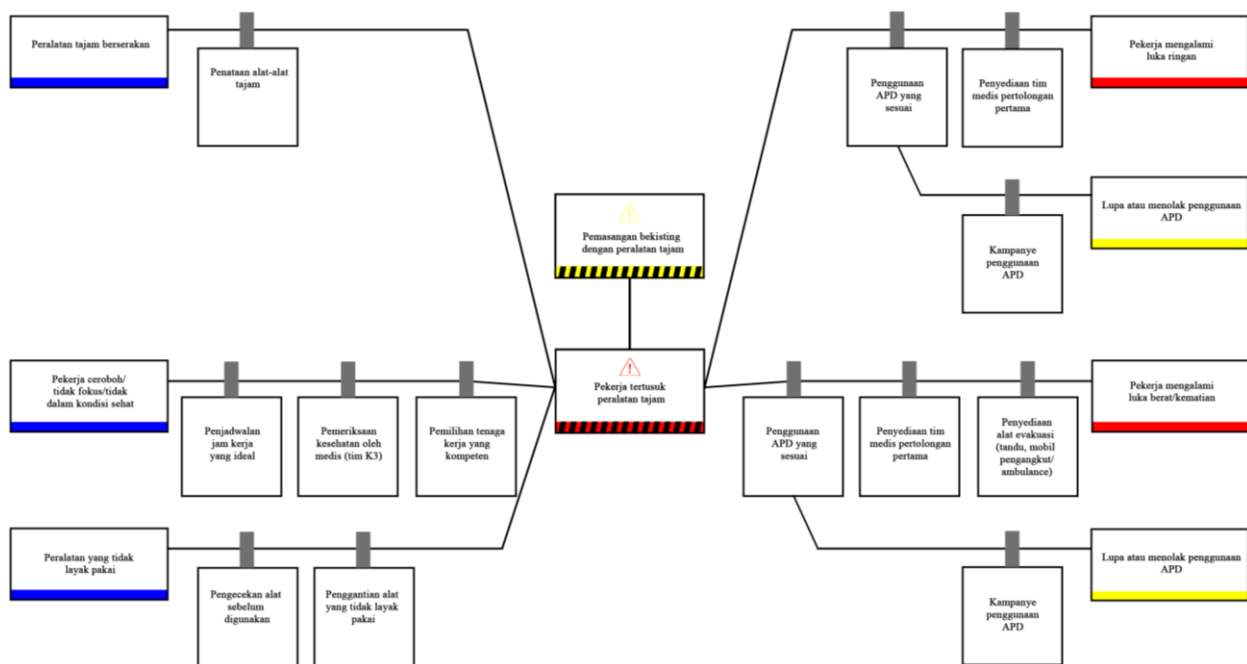 Peralatan tajam berserakan
Penataan alat-alat
tajam
Pekerja ceroboh/
tidak fokus/tidak
dalam kondisi sehat
Penjadwalan
jam kerja
yang ideal
Pemeriksaan
kesehatan oleh
medis (tim K3)
Pemilihan tenaga
kerja yang
kompeten
Peralatan yang tidak
layak pakai
Pengecekan alat
sebelum
digunakan
Penggantian alat
yang tidak layak
pakai
Pemasangan bekisting
dengan peralatan tajam
Pekerja tertusuk
peralatan tajam
Penggunaan
APD yang
sesuai
Penyediaan tim
medis pertolongan
pertama
Pekerja mengalami
luka ringan
Kampanye
penggunaan
APD
Lupa atau menolak penggunaan
APD
Penggunaan
APD yang
sesuai
Penyediaan tim
medis pertolongan
pertama
Penyediaan
alat evakuasi
(tandu, mobil
pengangkut/
ambulance)
Pekerja mengalami
luka berat/kematian
Kampanye
penggunaan
APD
Lupa atau menolak penggunaan
APD